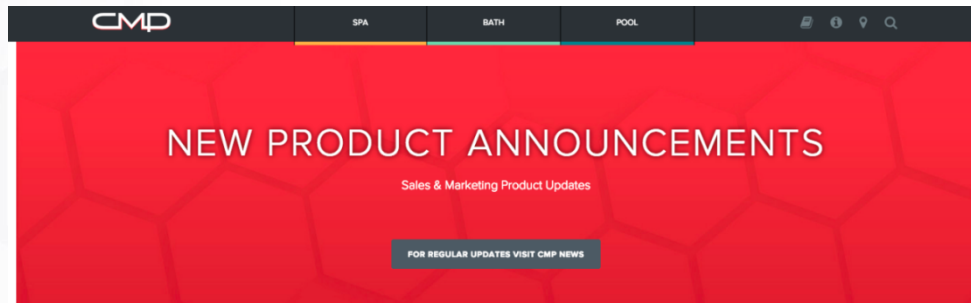 CMP
SPA
BATH
POOL
NEW PRODUCT ANNOUNCEMENTS
Sales & Marketing Product Updates
FOR REGULAR UPDATES VISIT CMP NEWS